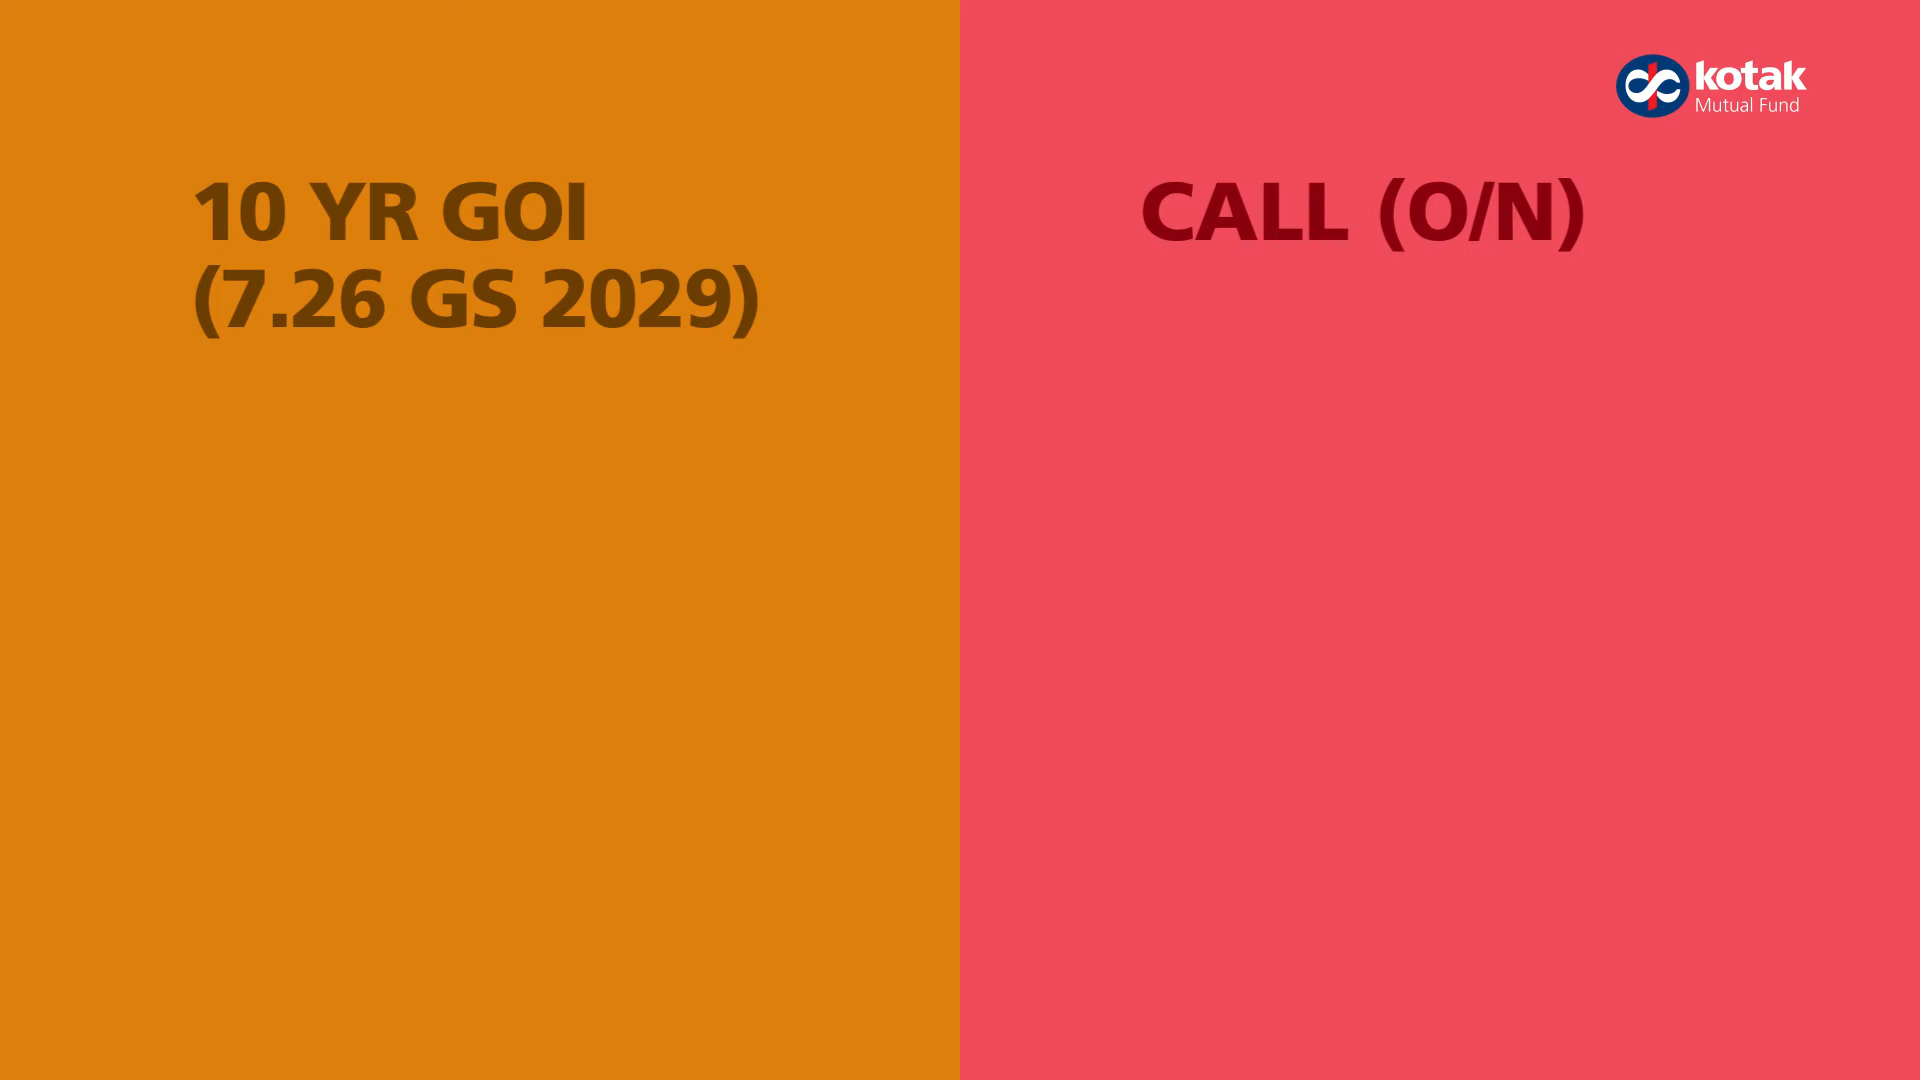 kotak
Mutual Fund
10 YR GOI
(7.26 GS 2029)
CALL (O/N)